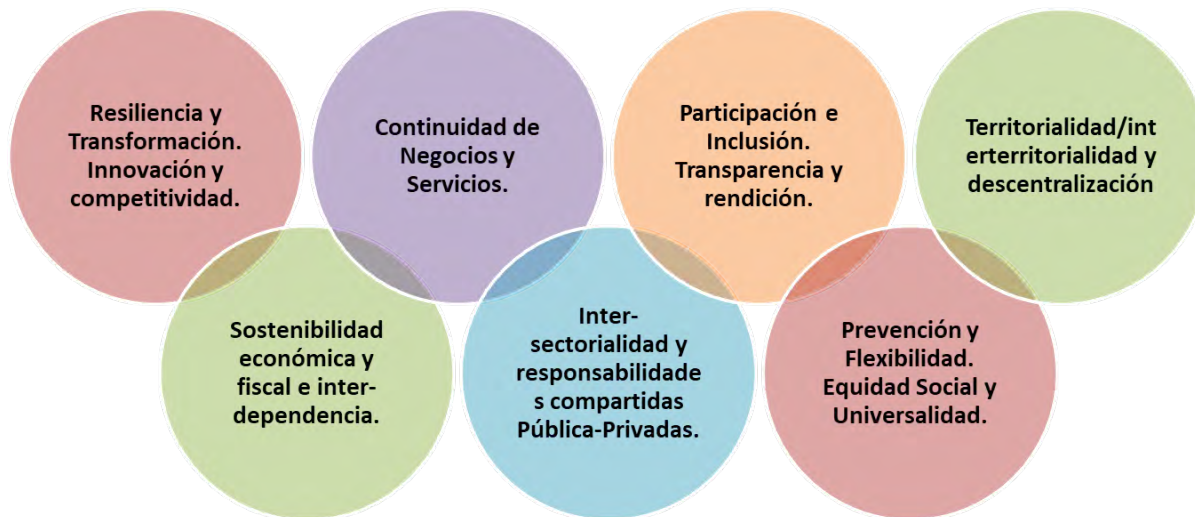 Resiliencia y
Transformación.
Innovación y
competitividad.
Continuidad de
Negocios y
Servicios.
Participación e
Inclusión.
Transparencia y
rendición.
Territorialidad/int
erterritorialidad y
descentralización
Sostenibilidad
económica y
fiscal e inter-
dependencia.
Inter-
sectorialidad y
responsabilidade
s compartidas
Pública-Privadas.
Prevención y
Flexibilidad.
Equidad Social y
Universalidad.